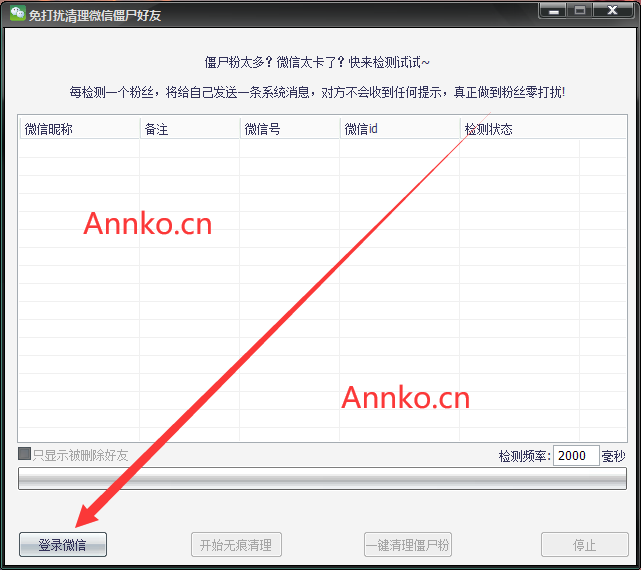 免打扰清理微信僵尸好友
僵尸粉太多？微信太卡了？快来检测试试~
每检测一个粉丝，将给自己发送一条系统消息，对方不会收到任何提示，真正做到粉丝零打扰!
微信昵称 备注 微信号 微信id 检测状态
Annko.cn
Annko.cn
只显示被删除好友 检测频率: 2000 毫秒
登录微信 开始无痕清理 一键清理僵尸粉 停止